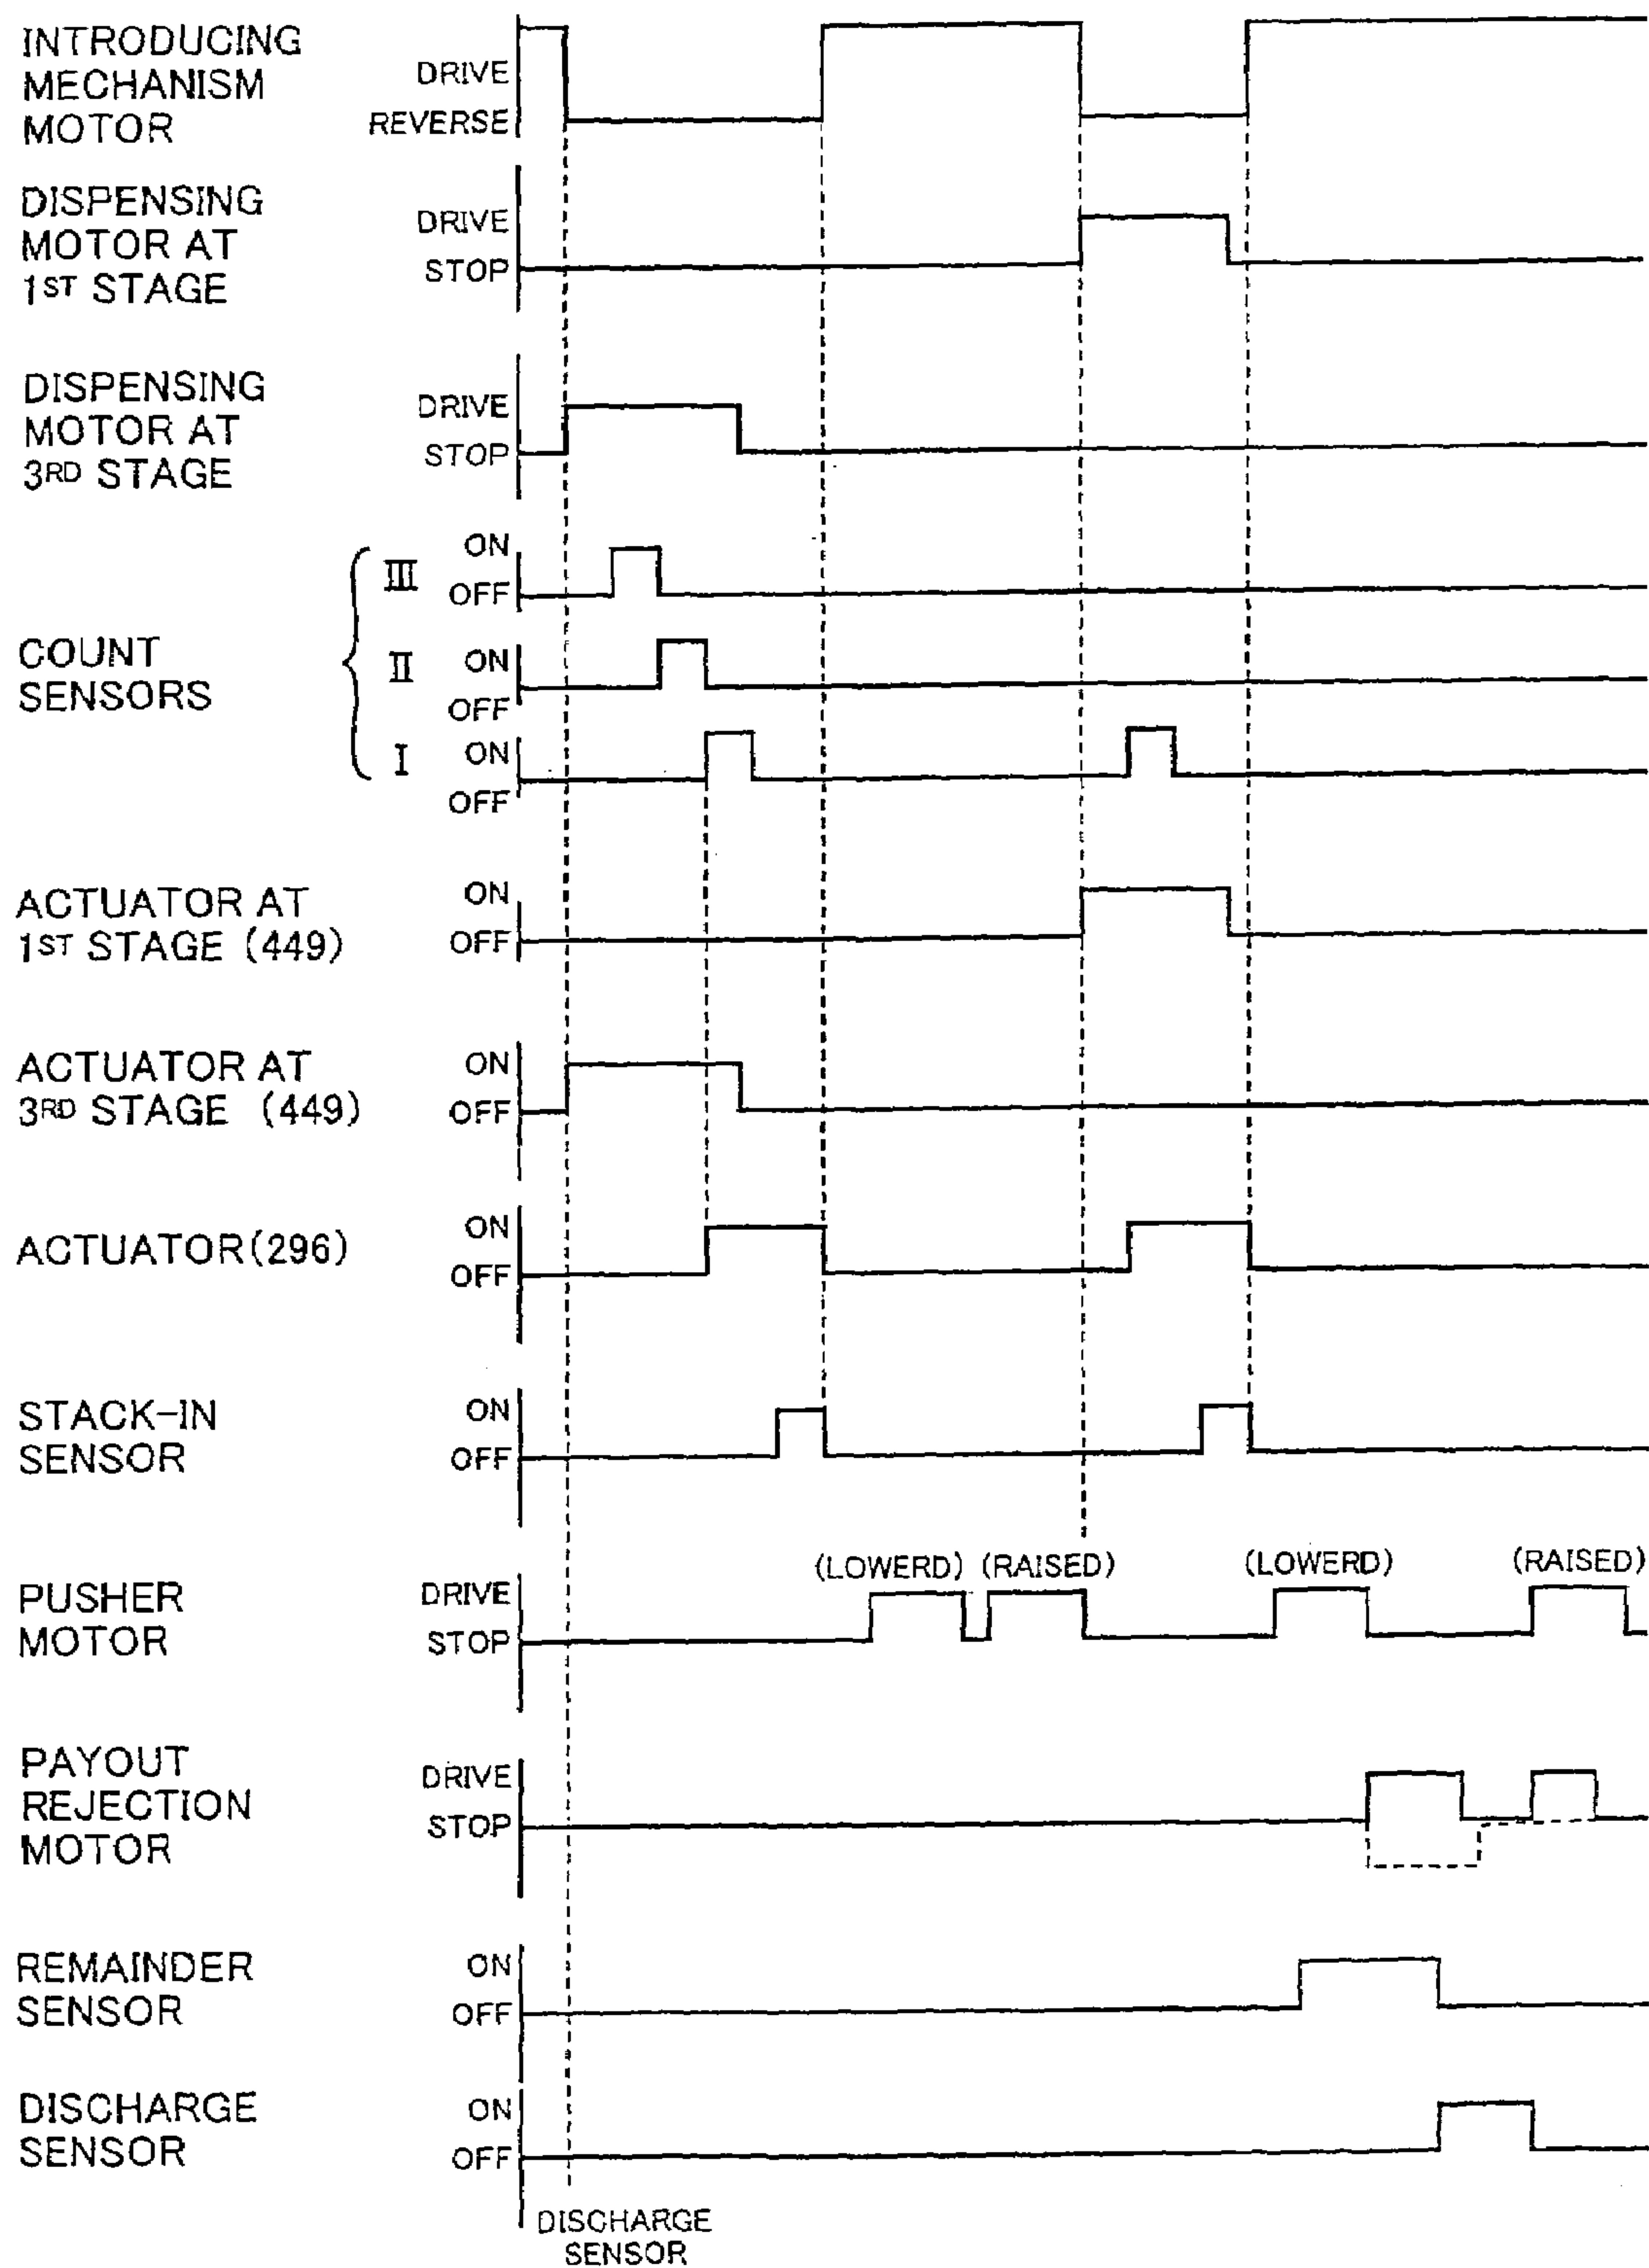 INTRODUCING
MECHANISM
MOTOR
DRIVE
REVERSE
DISPENSING
MOTOR AT
1ST STAGE
DRIVE
STOP
DISPENSING
MOTOR AT
3RD STAGE
DRIVE
STOP
COUNT
SENSORS
III
ON
OFF
II
ON
OFF
I
ON
OFF
ACTUATOR AT
1ST STAGE (449)
ON
OFF
ACTUATOR AT
3RD STAGE (449)
ON
OFF
ACTUATOR(296)
ON
OFF
STACK-IN
SENSOR
ON
OFF
PUSHER
MOTOR
DRIVE
STOP
(LOWERD) (RAISED) (LOWERD) (RAISED)
PAYOUT
REJECTION
MOTOR
DRIVE
STOP
REMAINDER
SENSOR
ON
OFF
DISCHARGE
SENSOR
ON
OFF
DISCHARGE
SENSOR